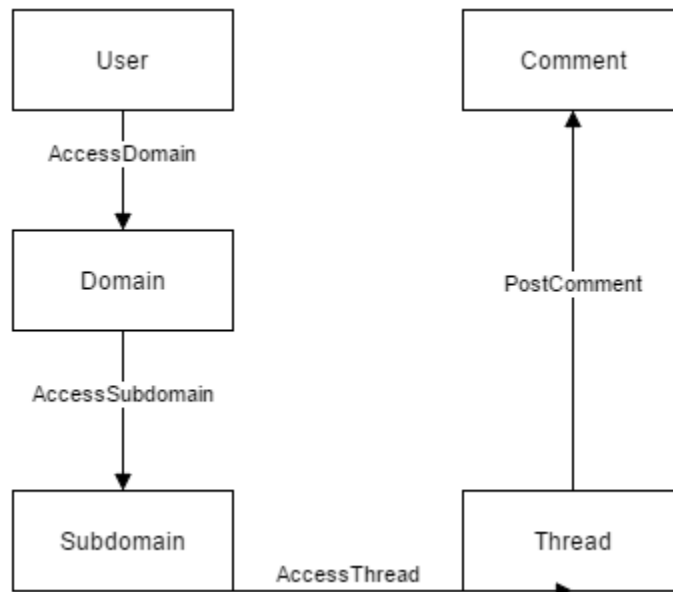 User
Comment
AccessDomain
Domain
PostComment
AccessSubdomain
Subdomain
Thread
AccessThread